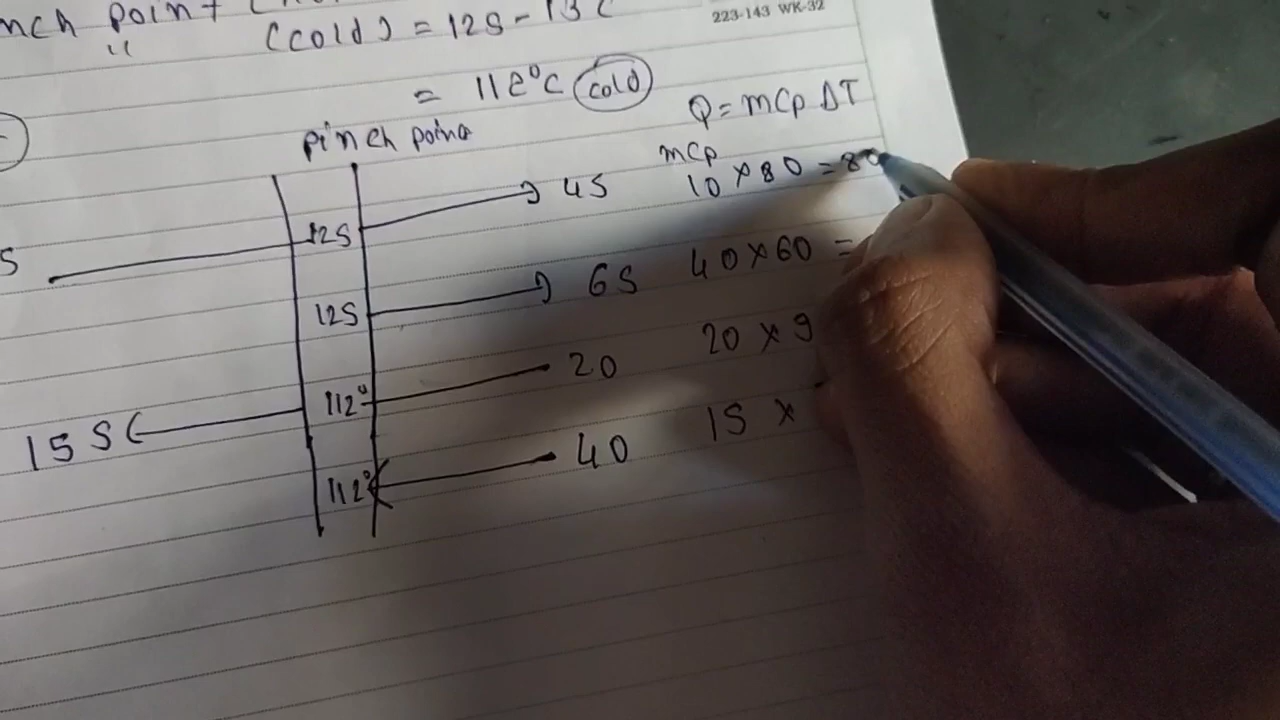 nch point
223-143 WK-32
" (cold) = 125 - 13
= 112°C cold
Q = mCp ΔT
pinch point
mCp
125 45 10 × 80 = 80
125 65 40 × 60 =
112° 20 20 × 9
155
112° 40 15 ×